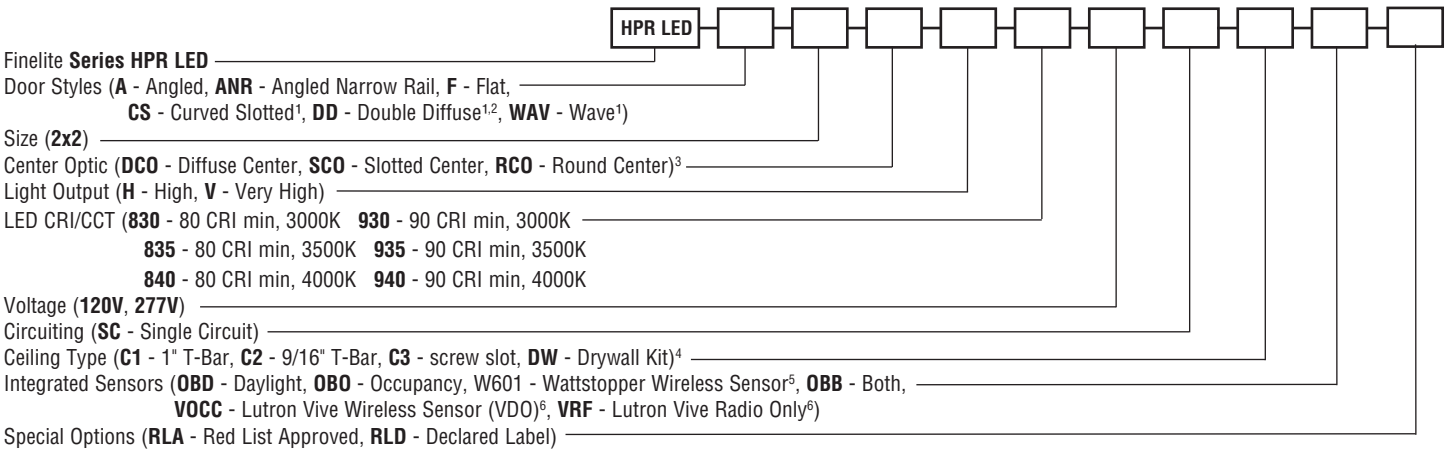 HPR LED
Finelite Series HPR LED
Door Styles (A - Angled, ANR - Angled Narrow Rail, F - Flat,
CS - Curved Slotted¹, DD - Double Diffuse¹,², WAV - Wave¹)
Size (2x2)
Center Optic (DCO - Diffuse Center, SCO - Slotted Center, RCO - Round Center)³
Light Output (H - High, V - Very High)
LED CRI/CCT (830 - 80 CRI min, 3000K 930 - 90 CRI min, 3000K
835 - 80 CRI min, 3500K 935 - 90 CRI min, 3500K
840 - 80 CRI min, 4000K 940 - 90 CRI min, 4000K
Voltage (120V, 277V)
Circuiting (SC - Single Circuit)
Ceiling Type (C1 - 1" T-Bar, C2 - 9/16" T-Bar, C3 - screw slot, DW - Drywall Kit)⁴
Integrated Sensors (OBD - Daylight, OBO - Occupancy, W601 - Wattstopper Wireless Sensor⁵, OBB - Both,
VOCC - Lutron Vive Wireless Sensor (VDO)⁶, VRF - Lutron Vive Radio Only⁶)
Special Options (RLA - Red List Approved, RLD - Declared Label)